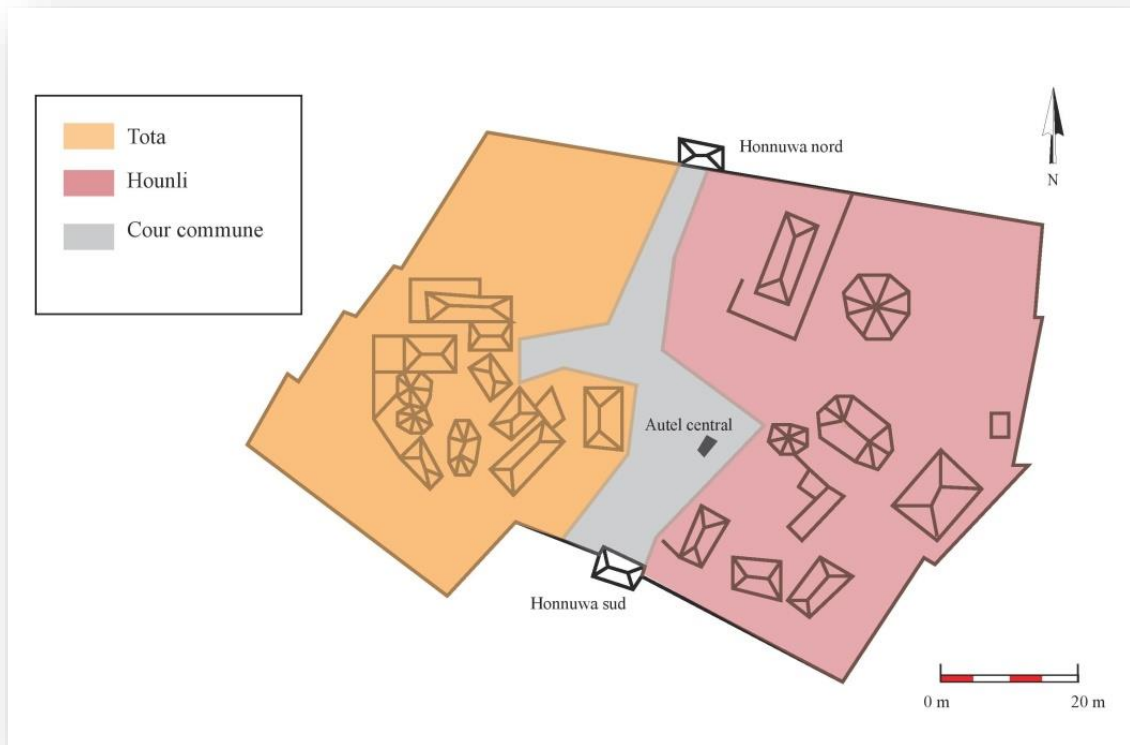 Tota
Hounli
Cour commune
Honnuwa nord
N
Autel central
Honnuwa sud
0 m
20 m